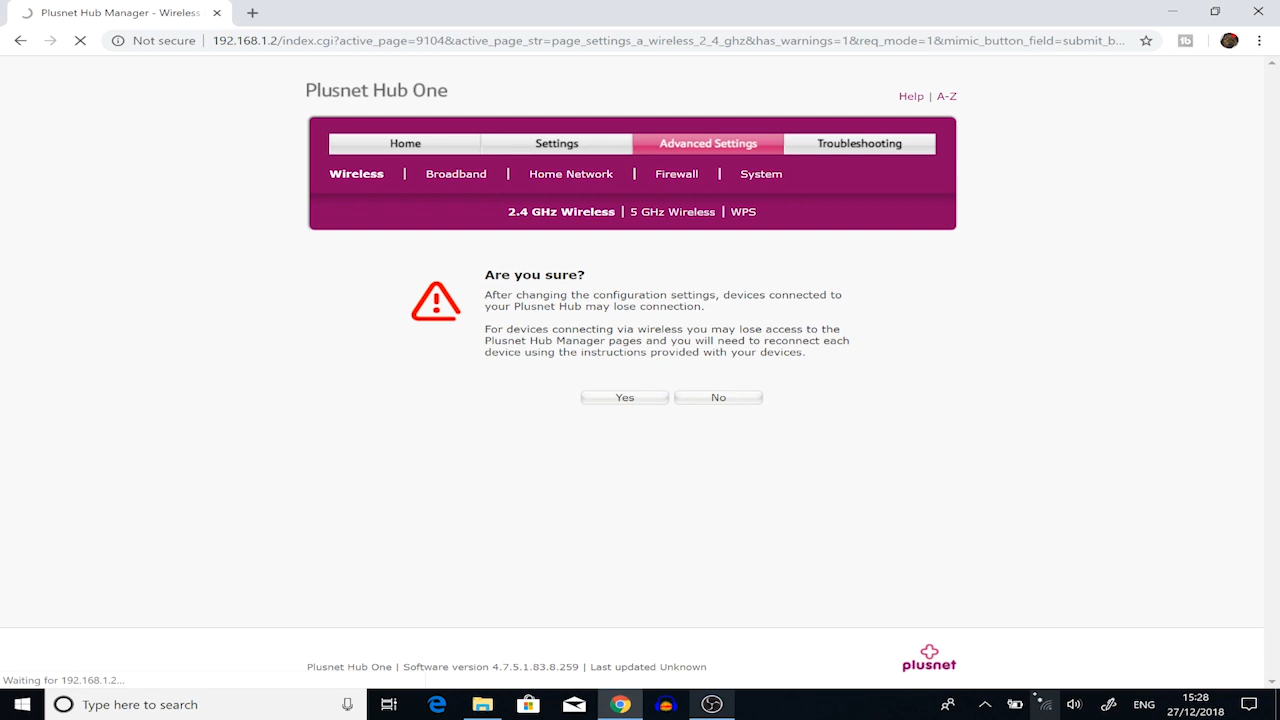 Plusnet Hub Manager - Wireless
Not secure
192.168.1.2/index.cgi?active_page=9104&active_page_str=page_settings_a_wireless_2_4_ghz&has_warnings=1&req_mode=1&mimic_button_field=submit_b...
Plusnet Hub One
Help | A-Z
Home
Settings
Advanced Settings
Troubleshooting
Wireless | Broadband | Home Network | Firewall | System
2.4 GHz Wireless | 5 GHz Wireless | WPS
Are you sure?
After changing the configuration settings, devices connected to
your Plusnet Hub may lose connection.
For devices connecting via wireless you may lose access to the
Plusnet Hub Manager pages and you will need to reconnect each
device using the instructions provided with your devices.
Yes
No
Plusnet Hub One | Software version 4.7.5.1.83.8.259 | Last updated Unknown
plusnet
Waiting for 192.168.1.2...
Type here to search
ENG
15:28
27/12/2018